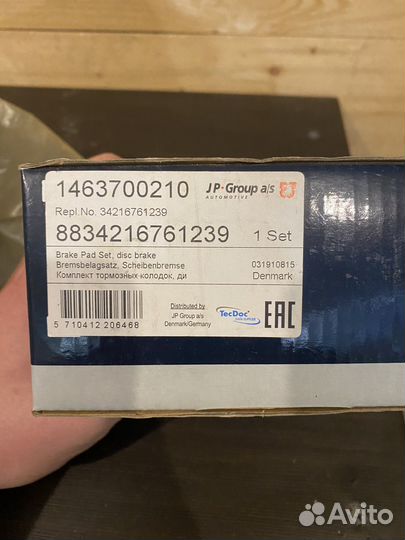 1463700210 JP·Group a/s
AUTOMOTIVE
Repl.No. 34216761239
8834216761239 1 Set
Brake Pad Set, disc brake
Bremsbelagsatz, Scheibenbremse 031910815
Комплект тормозных колодок, ди Denmark
Distributed by
JP Group a/s
Denmark/Germany
TecDoc
EAC
5 710412 206468
Avito